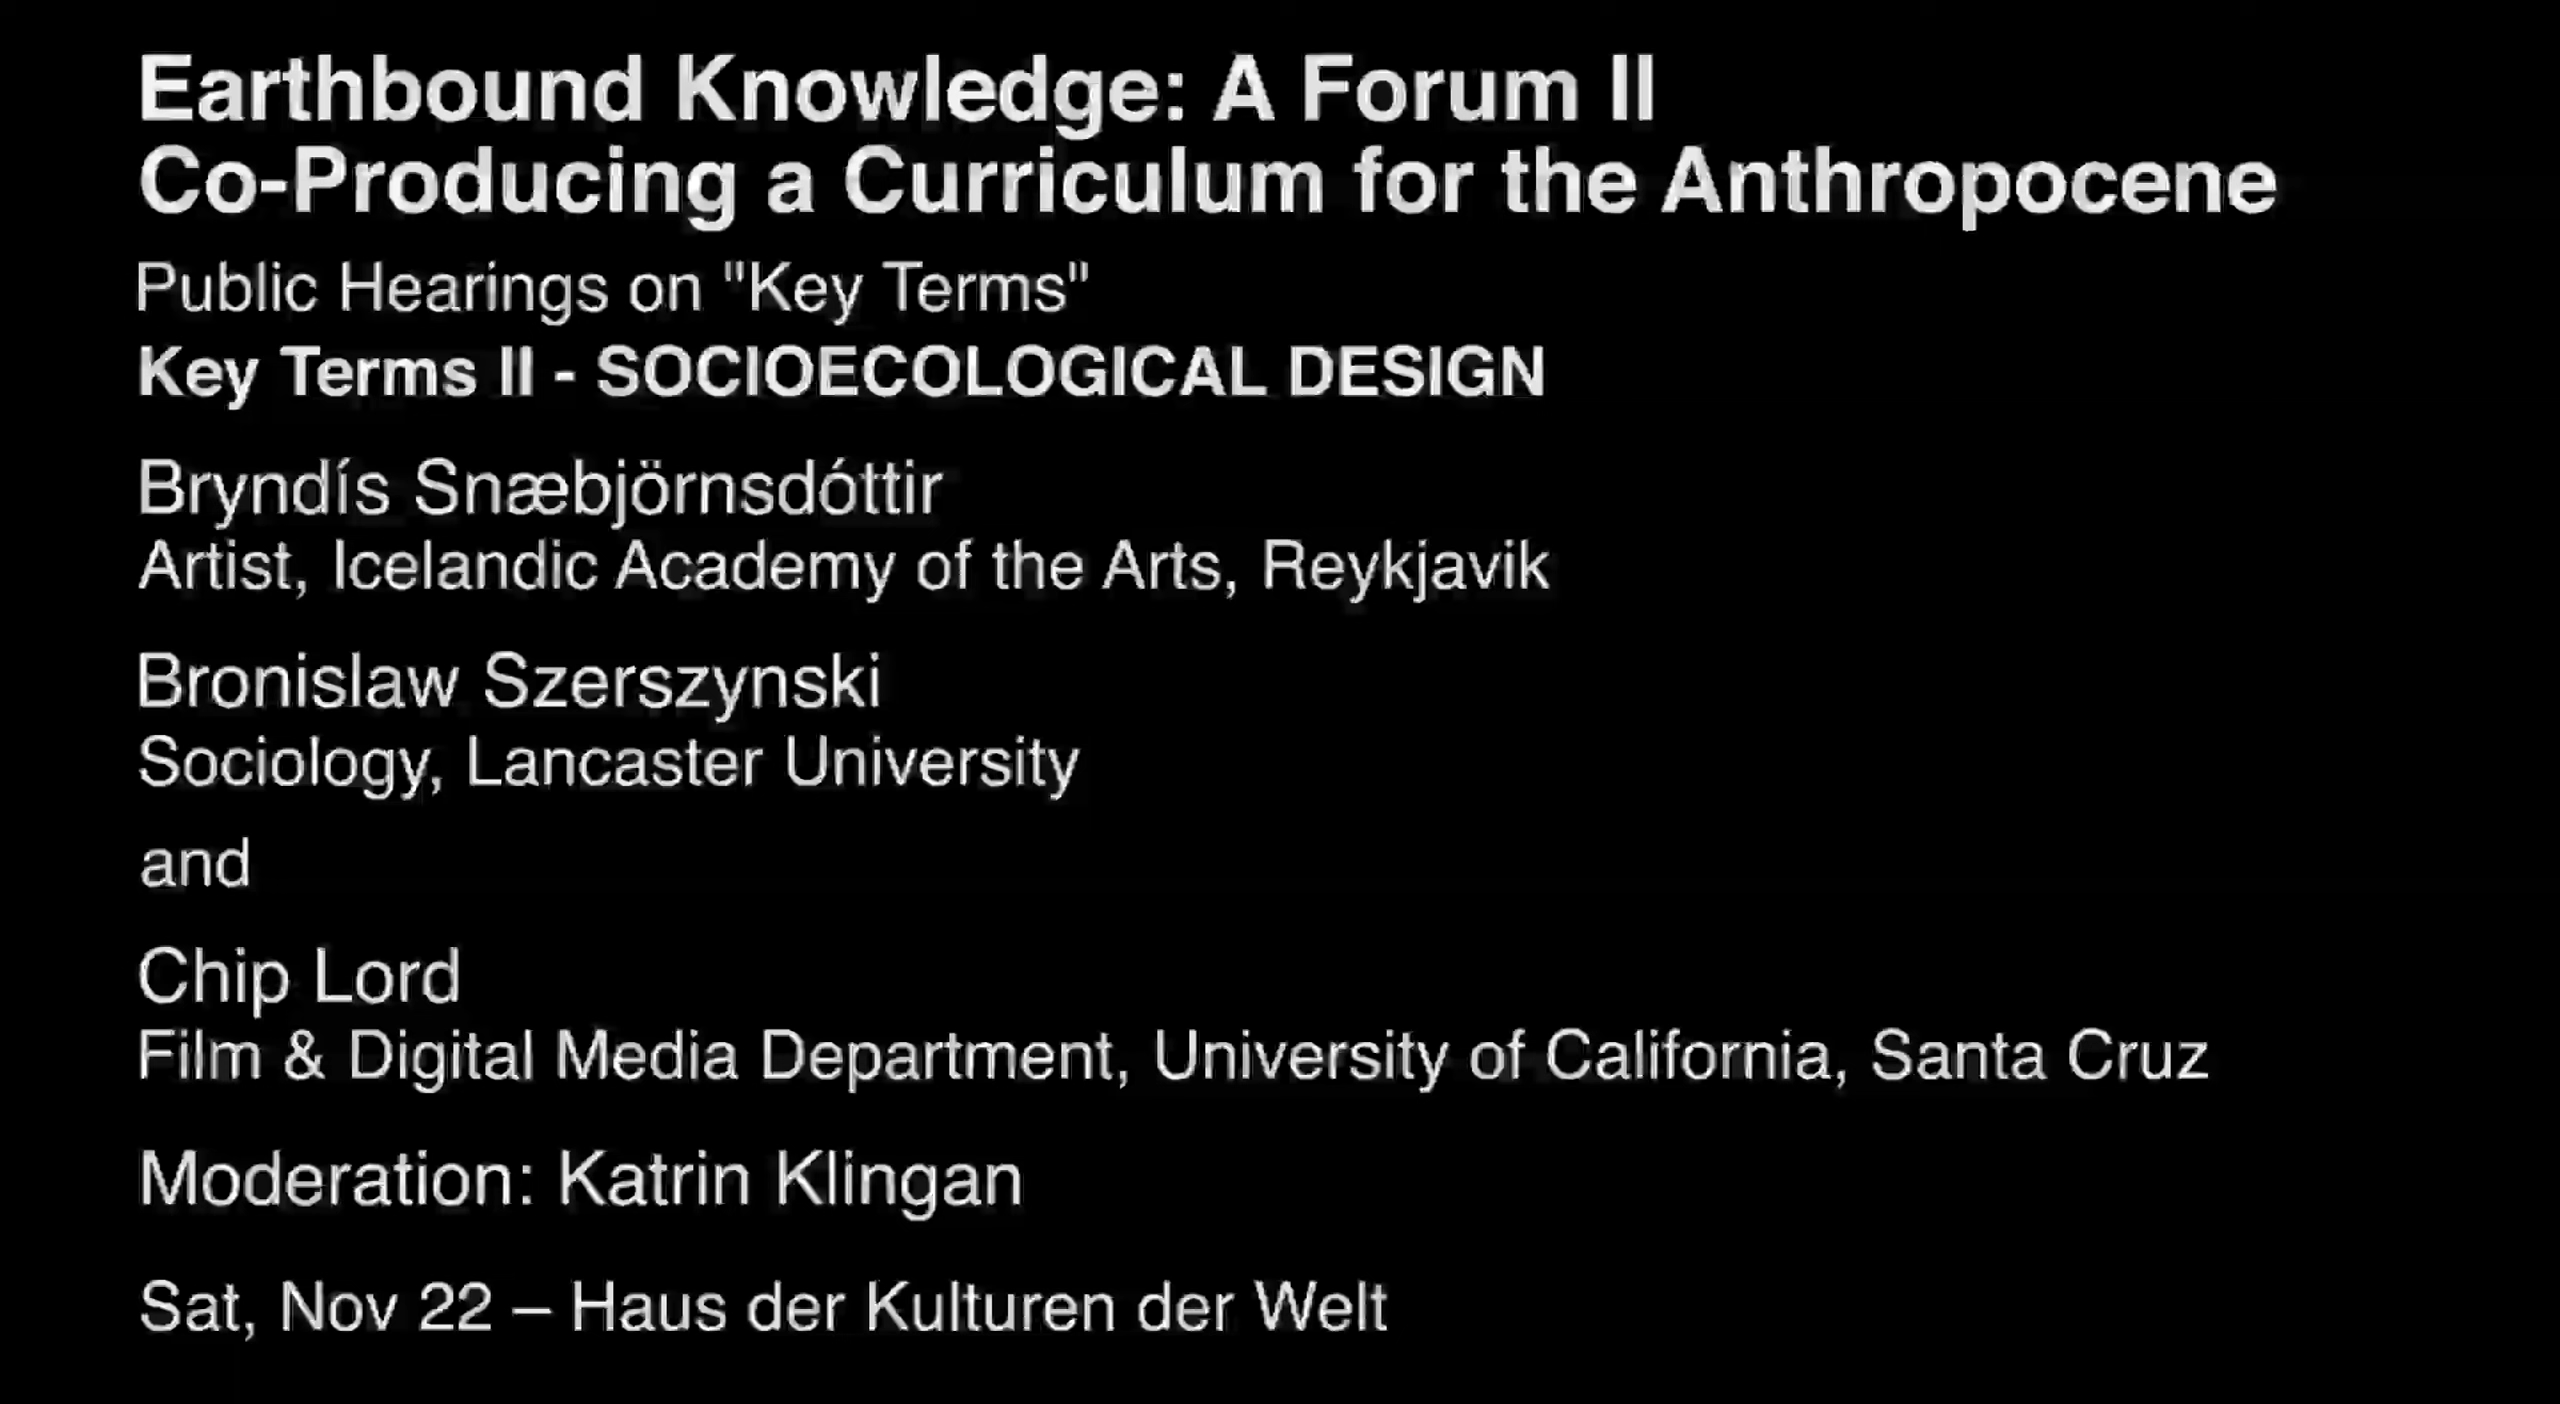 Earthbound Knowledge: A Forum II
Co-Producing a Curriculum for the Anthropocene
Public Hearings on "Key Terms"
Key Terms II - SOCIOECOLOGICAL DESIGN
Bryndís Snæbjörnsdóttir
Artist, Icelandic Academy of the Arts, Reykjavik
Bronislaw Szerszynski
Sociology, Lancaster University
and
Chip Lord
Film & Digital Media Department, University of California, Santa Cruz
Moderation: Katrin Klingan
Sat, Nov 22 – Haus der Kulturen der Welt